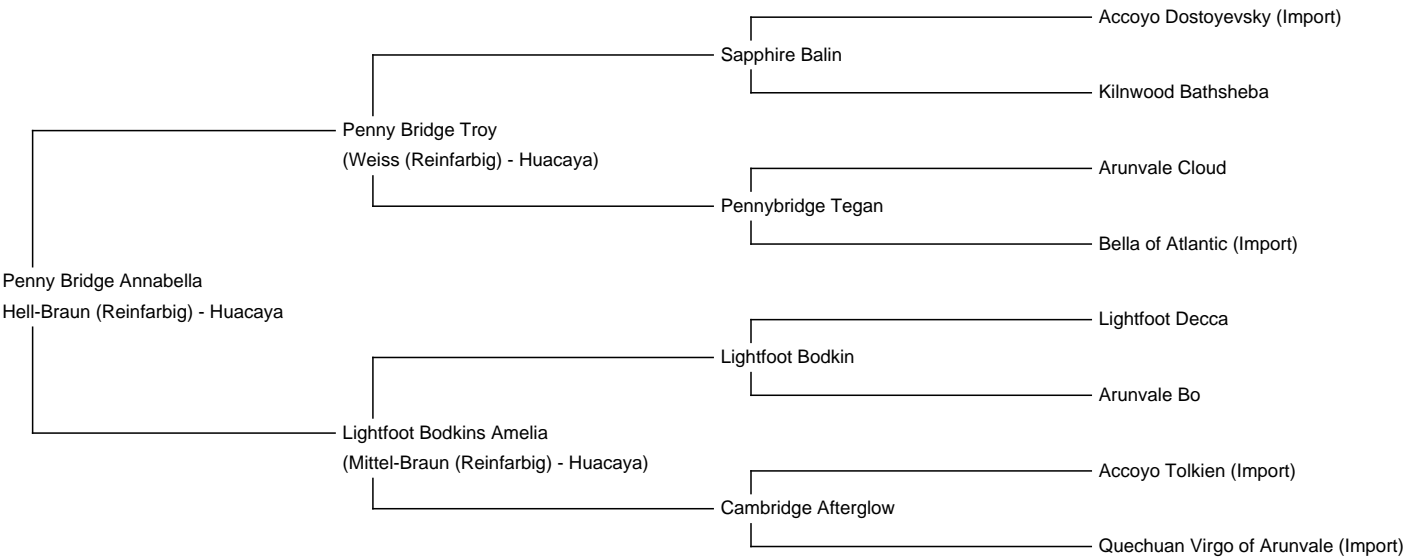 Accoyo Dostoyevsky (Import)
Sapphire Balin
Kilnwood Bathsheba
Penny Bridge Troy
(Weiss (Reinfarbig) - Huacaya)
Arunvale Cloud
Pennybridge Tegan
Bella of Atlantic (Import)
Penny Bridge Annabella
Hell-Braun (Reinfarbig) - Huacaya
Lightfoot Decca
Lightfoot Bodkin
Arunvale Bo
Lightfoot Bodkins Amelia
(Mittel-Braun (Reinfarbig) - Huacaya)
Accoyo Tolkien (Import)
Cambridge Afterglow
Quechuan Virgo of Arunvale (Import)